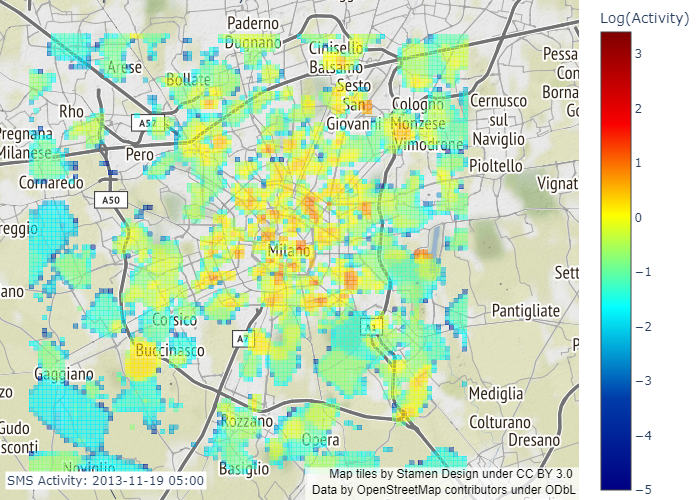 Log(Activity)
Paderno
Dugnano
Cinisello
Balsamo
Arese
Bollate
Sesto
San
Giovanni
Rho
A52
Cologno
Monzese
Cernusco
sul
Naviglio
Pessa
Con
Borna
Go
Pregnana
Milanese
Pero
Vimodrone
Pioltello
Cornaredo
A50
Vignat
reggio
Milano
Sett
ano
Pantigliate
Corsico
A7
A1
P
Buccinasco
Gaggiano
zo
Mediglia
Gudo
sconti
Rozzano
Opera
Colturano
Dresano
Basiglio
Noviglio
SMS Activity: 2013-11-19 05:00
Map tiles by Stamen Design under CC BY 3.0
Data by OpenStreetMap contributors under ODbL
3
2
1
0
−1
−2
−3
−4
−5